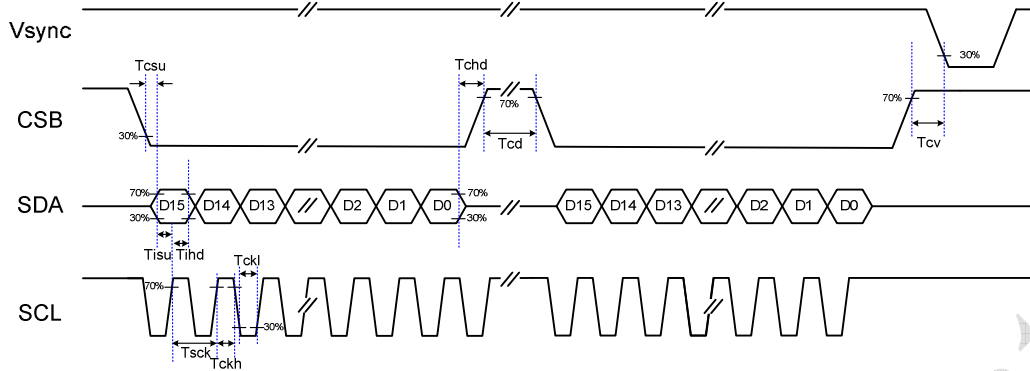 Vsync
30%
Tcsu
Tchd
CSB
30%
70%
Tcd
70%
Tcv
SDA
70%
30%
D15 D14 D13 D2 D1 D0
70%
30%
D15 D14 D13 D2 D1 D0
Tisu Tihd
Tckl
SCL
70%
30%
Tsck
Tckh